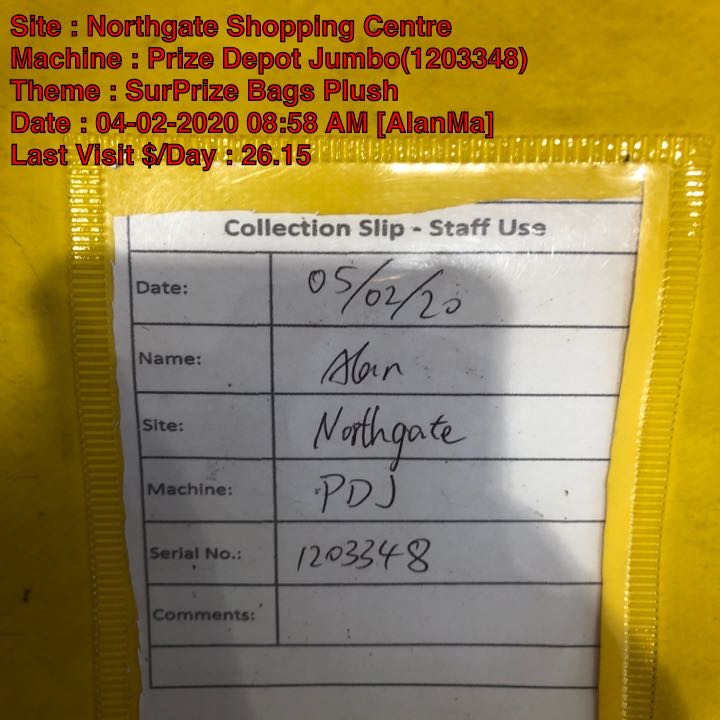 Site : Northgate Shopping Centre
Machine : Prize Depot Jumbo(1203348)
Theme : SurPrize Bags Plush
Date : 04-02-2020 08:58 AM [AlanMa]
Last Visit $/Day : 26.15
Collection Slip - Staff Use
Date: 05/02/20
Name: Alan
Site: Northgate
Machine: PDJ
Serial No.: 1203348
Comments: